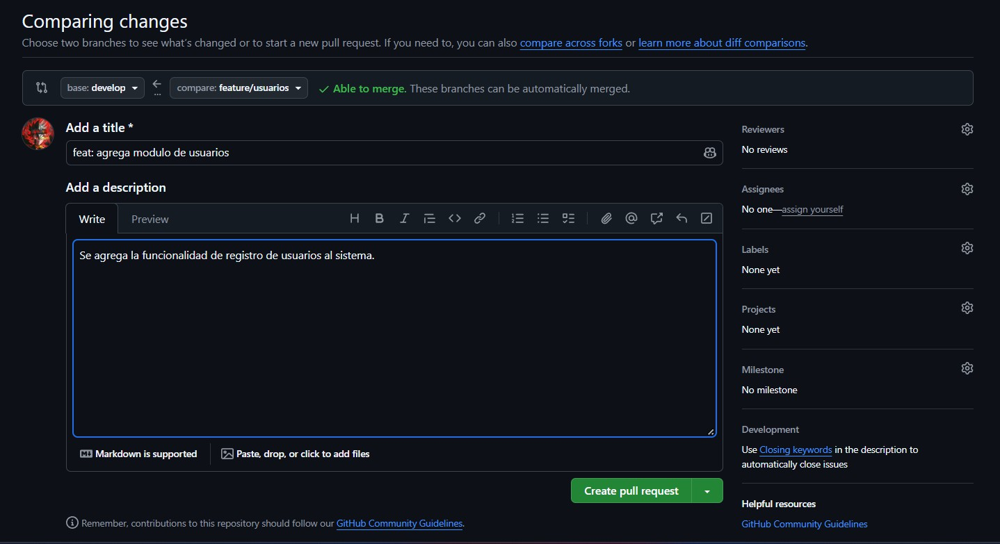 Comparing changes
Choose two branches to see what's changed or to start a new pull request. If you need to, you can also compare across forks or learn more about diff comparisons.
base: develop
compare: feature/usuarios
Able to merge. These branches can be automatically merged.
Add a title *
feat: agrega modulo de usuarios
Add a description
Write
Preview
Se agrega la funcionalidad de registro de usuarios al sistema.
Markdown is supported
Paste, drop, or click to add files
Create pull request
Remember, contributions to this repository should follow our GitHub Community Guidelines.
Reviewers
No reviews
Assignees
No one—assign yourself
Labels
None yet
Projects
None yet
Milestone
No milestone
Development
Use Closing keywords in the description to
automatically close issues
Helpful resources
GitHub Community Guidelines